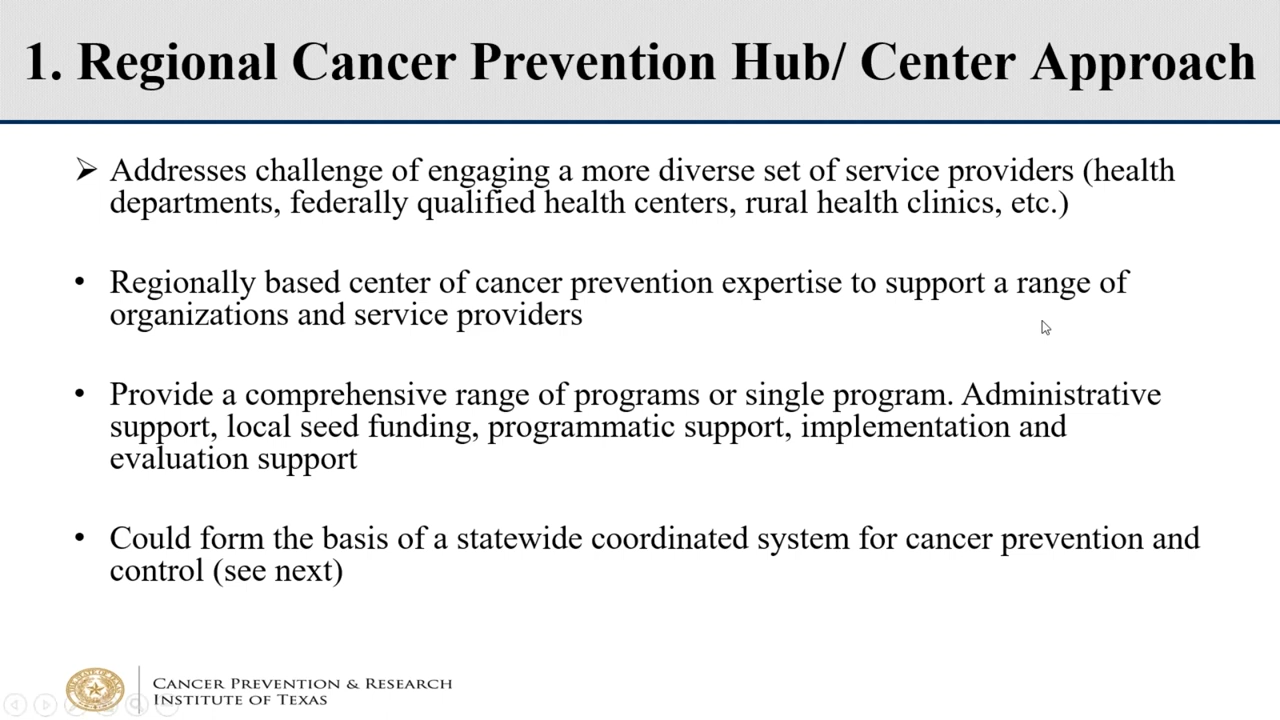 1. Regional Cancer Prevention Hub/ Center Approach
➢ Addresses challenge of engaging a more diverse set of service providers (health
departments, federally qualified health centers, rural health clinics, etc.)
• Regionally based center of cancer prevention expertise to support a range of
organizations and service providers
• Provide a comprehensive range of programs or single program. Administrative
support, local seed funding, programmatic support, implementation and
evaluation support
• Could form the basis of a statewide coordinated system for cancer prevention and
control (see next)
CANCER PREVENTION & RESEARCH
INSTITUTE OF TEXAS